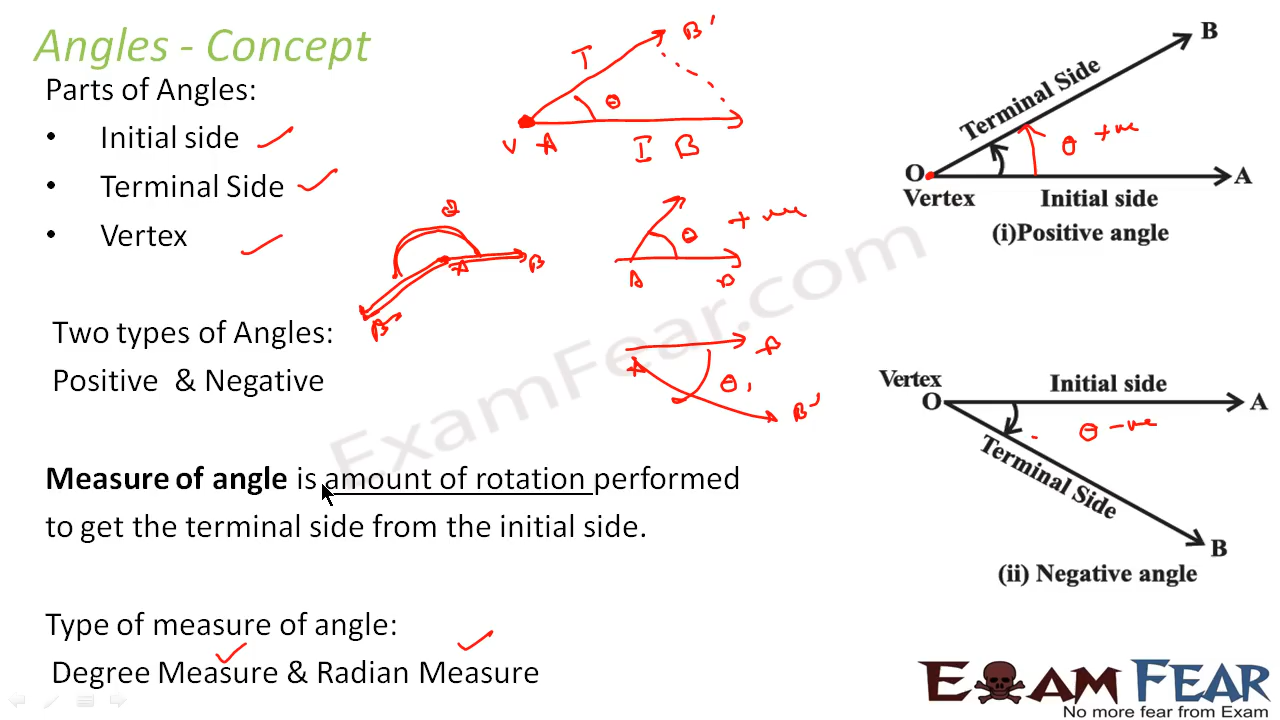 Angles - Concept
Parts of Angles:
• Initial side
• Terminal Side
• Vertex
Two types of Angles:
Positive & Negative
Measure of angle is amount of rotation performed
to get the terminal side from the initial side.
Type of measure of angle:
Degree Measure & Radian Measure
T
B'
θ
V A
I B
θ
A
B
B'
θ
+ve
A
B
A
B
θ,
B'
B
Terminal Side
θ +ve
O
A
Vertex
Initial side
(i)Positive angle
Vertex
Initial side
O
A
θ -ve
Terminal Side
B
(ii) Negative angle
ExamFear.com
EXAM FEAR
No more fear from Exam